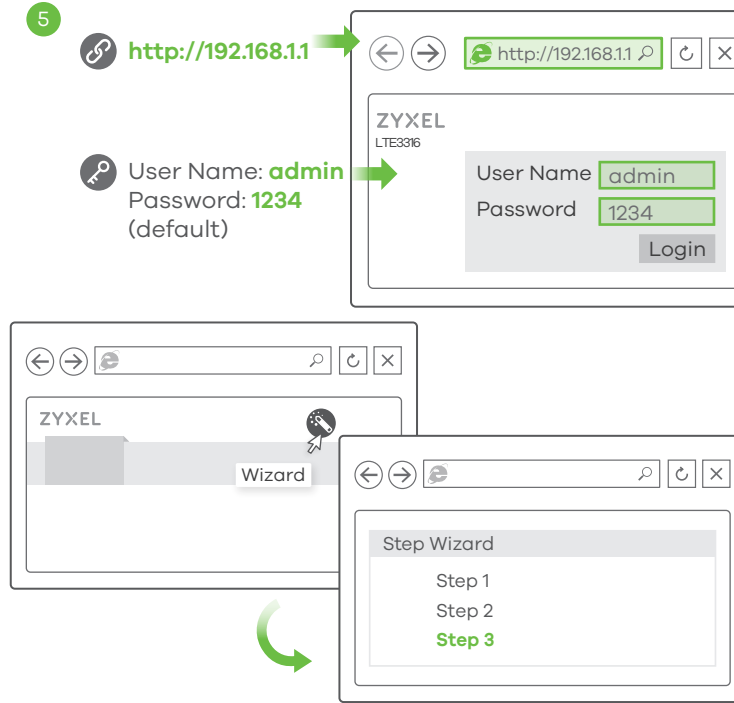 5
http://192.168.1.1
http://192.168.1.1
ZYXEL
LTE3316
User Name: admin
Password: 1234
(default)
User Name admin
Password 1234
Login
ZYXEL
Wizard
Step Wizard
Step 1
Step 2
Step 3